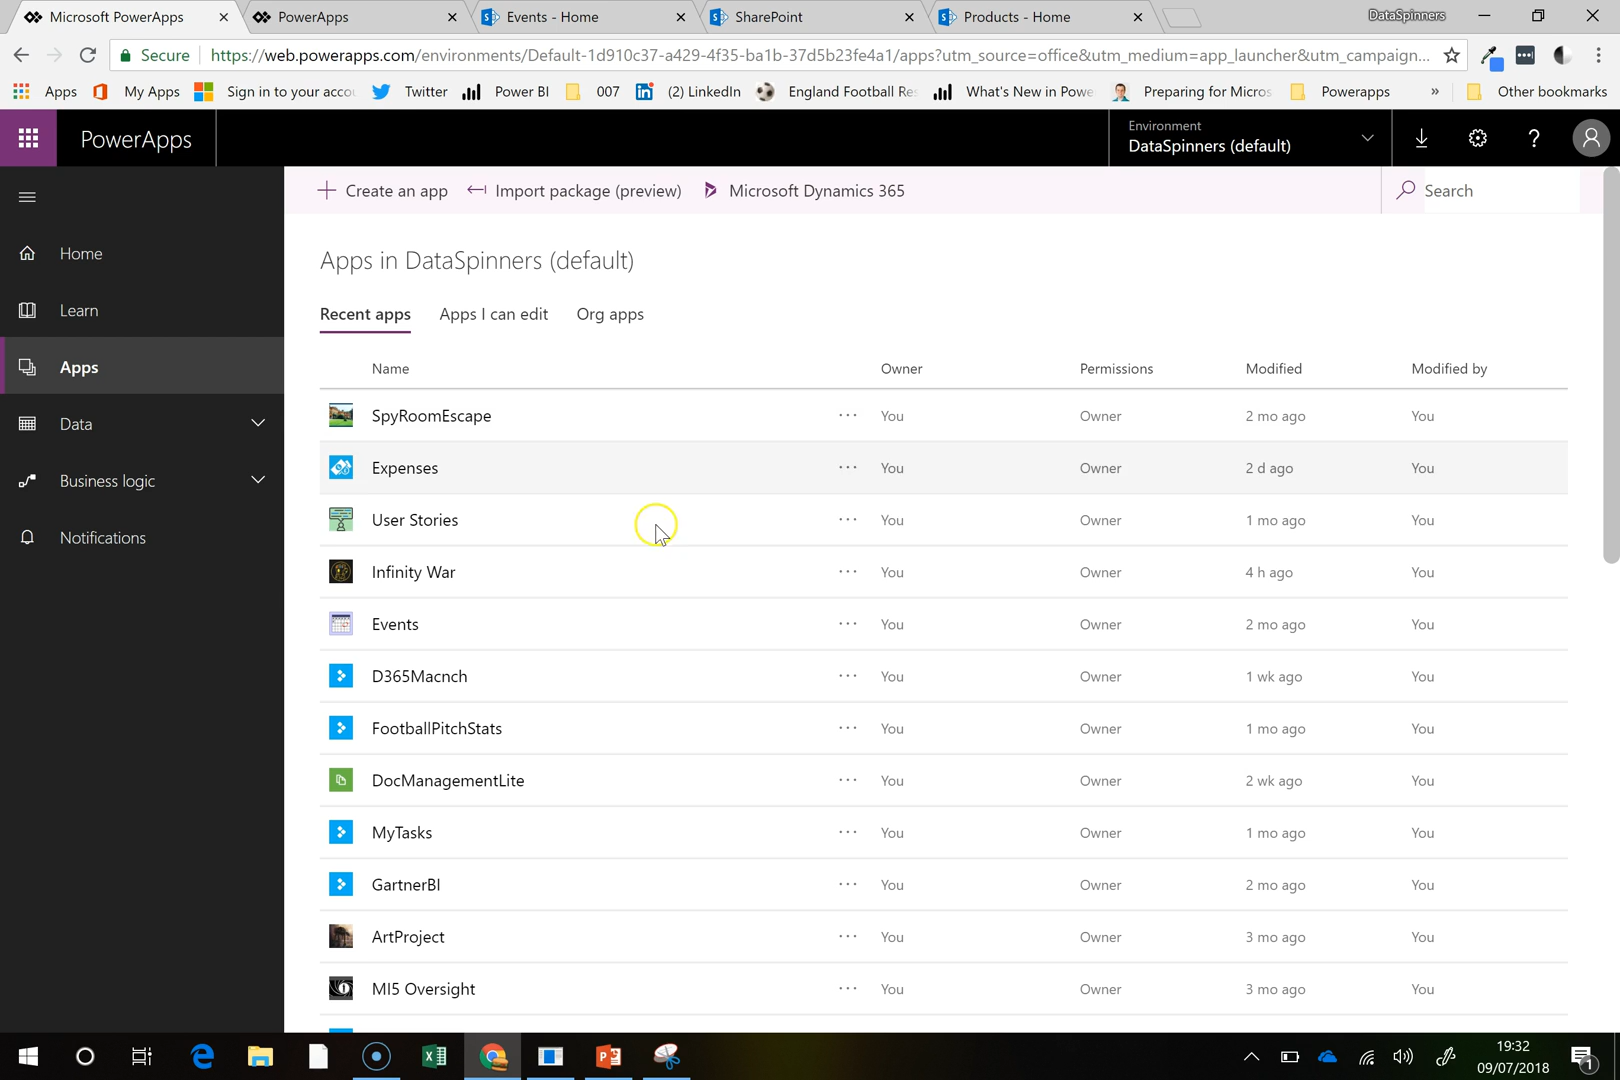 Microsoft PowerApps
PowerApps
Events - Home
SharePoint
Products - Home
DataSpinners
Secure
https://web.powerapps.com/environments/Default-1d910c37-a429-4f35-ba1b-37d5b23fe4a1/apps?utm_source=office&utm_medium=app_launcher&utm_campaign...
Apps
My Apps
Sign in to your accou
Twitter
Power BI
007
(2) LinkedIn
England Football Res
What's New in Powe
Preparing for Micros
Powerapps
»
Other bookmarks
PowerApps
Environment
DataSpinners (default)
Create an app
Import package (preview)
Microsoft Dynamics 365
Search
Home
Learn
Apps
Data
Business logic
Notifications
Apps in DataSpinners (default)
Recent apps
Apps I can edit
Org apps
Name Owner Permissions Modified Modified by
SpyRoomEscape ... You Owner 2 mo ago You
Expenses ... You Owner 2 d ago You
User Stories ... You Owner 1 mo ago You
Infinity War ... You Owner 4 h ago You
Events ... You Owner 2 mo ago You
D365Macnch ... You Owner 1 wk ago You
FootballPitchStats ... You Owner 1 mo ago You
DocManagementLite ... You Owner 2 wk ago You
MyTasks ... You Owner 1 mo ago You
GartnerBI ... You Owner 2 mo ago You
ArtProject ... You Owner 3 mo ago You
MI5 Oversight ... You Owner 3 mo ago You
19:32
09/07/2018
1